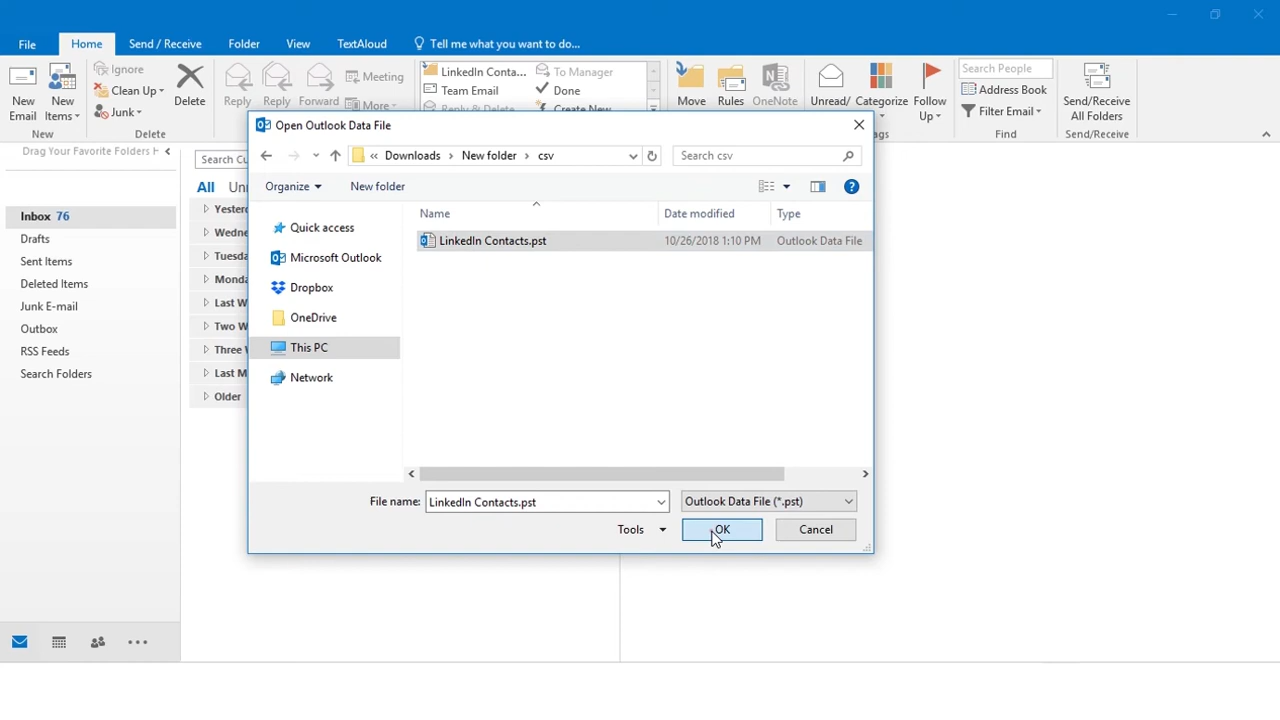 File Home Send / Receive Folder View TextAloud Tell me what you want to do...
New Email
New Items
New
Ignore
Clean Up
Junk
Delete
Delete
Reply
Reply
Forward
Meeting
More
LinkedIn Conta...
Team Email
Reply & Delete
To Manager
Done
Create New
Move
Rules
OneNote
Unread/
Categorize
Follow Up
ags
Search People
Address Book
Filter Email
Find
Send/Receive All Folders
Send/Receive
Drag Your Favorite Folders H
Inbox 76
Drafts
Sent Items
Deleted Items
Junk E-mail
Outbox
RSS Feeds
Search Folders
Search Cu
All Unr
Yester
Wedne
Tuesda
Monda
Last W
Two W
Three W
Last M
Older
Open Outlook Data File
« Downloads › New folder › csv
Search csv
Organize New folder
Quick access
Microsoft Outlook
Dropbox
OneDrive
This PC
Network
Name Date modified Type
LinkedIn Contacts.pst 10/26/2018 1:10 PM Outlook Data File
File name: LinkedIn Contacts.pst Outlook Data File (*.pst)
Tools OK Cancel